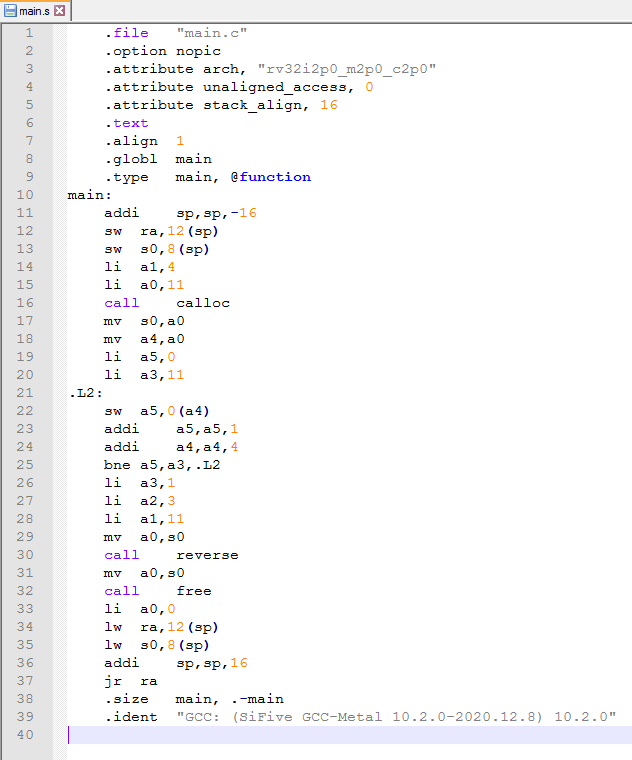 main.s
1 .file "main.c"
2 .option nopic
3 .attribute arch, "rv32i2p0_m2p0_c2p0"
4 .attribute unaligned_access, 0
5 .attribute stack_align, 16
6 .text
7 .align 1
8 .globl main
9 .type main, @function
10 main:
11 addi sp,sp,-16
12 sw ra,12(sp)
13 sw s0,8(sp)
14 li a1,4
15 li a0,11
16 call calloc
17 mv s0,a0
18 mv a4,a0
19 li a5,0
20 li a3,11
21 .L2:
22 sw a5,0(a4)
23 addi a5,a5,1
24 addi a4,a4,4
25 bne a5,a3,.L2
26 li a3,1
27 li a2,3
28 li a1,11
29 mv a0,s0
30 call reverse
31 mv a0,s0
32 call free
33 li a0,0
34 lw ra,12(sp)
35 lw s0,8(sp)
36 addi sp,sp,16
37 jr ra
38 .size main, .-main
39 .ident "GCC: (SiFive GCC-Metal 10.2.0-2020.12.8) 10.2.0"
40